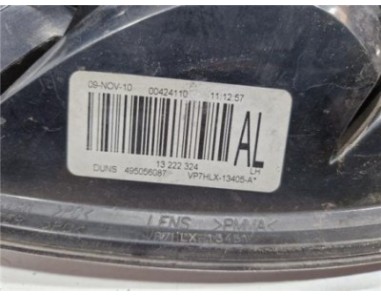 09-NOV-10 00424110 11:12:57
13 222 324
AL
LH
DUNS 495056087 VP7HLX-13405-A*
LENS >PMMA<